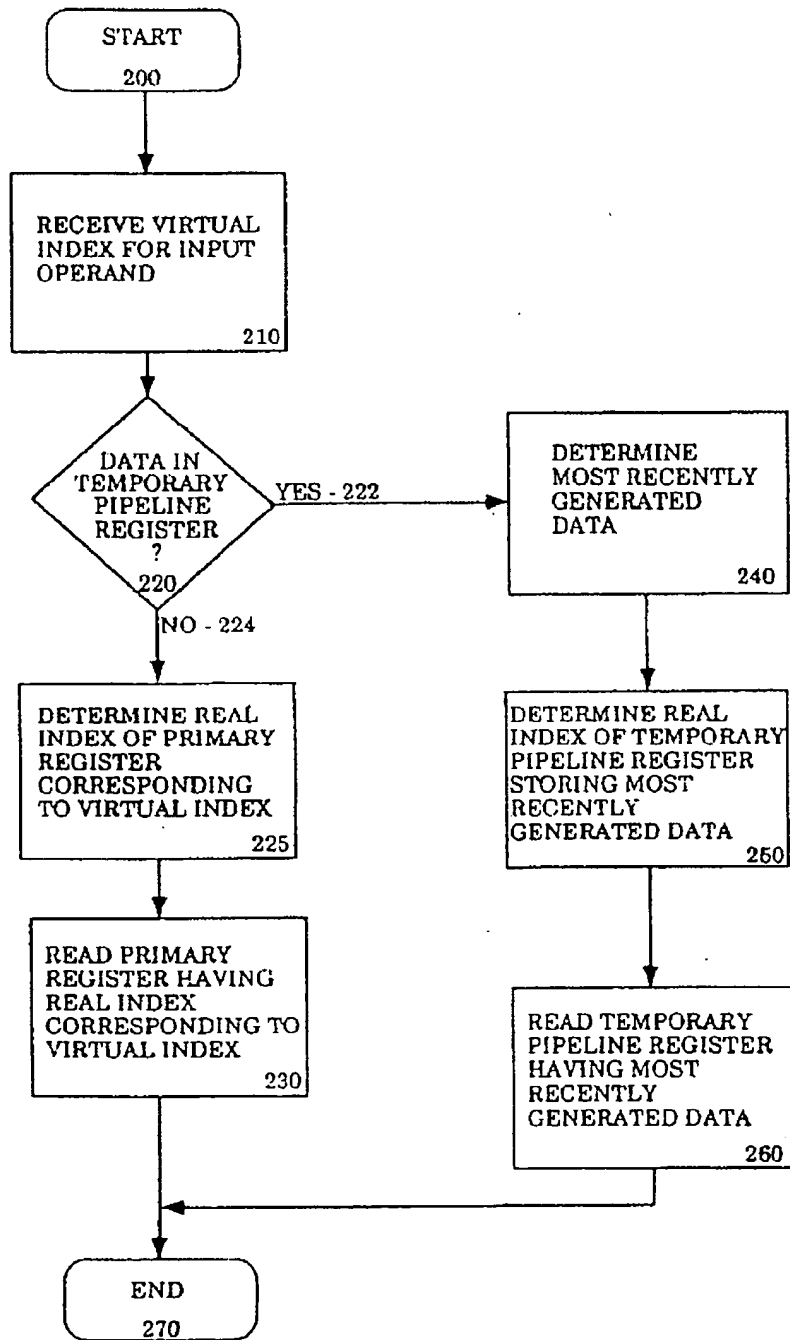 START
200
RECEIVE VIRTUAL
INDEX FOR INPUT
OPERAND
210
DATA IN
TEMPORARY
PIPELINE
REGISTER
?
220
YES - 222
NO - 224
DETERMINE
MOST RECENTLY
GENERATED
DATA
240
DETERMINE REAL
INDEX OF PRIMARY
REGISTER
CORRESPONDING
TO VIRTUAL INDEX
225
DETERMINE REAL
INDEX OF TEMPORARY
PIPELINE REGISTER
STORING MOST
RECENTLY
GENERATED DATA
250
READ PRIMARY
REGISTER HAVING
REAL INDEX
CORRESPONDING TO
VIRTUAL INDEX
230
READ TEMPORARY
PIPELINE REGISTER
HAVING MOST
RECENTLY
GENERATED DATA
260
END
270